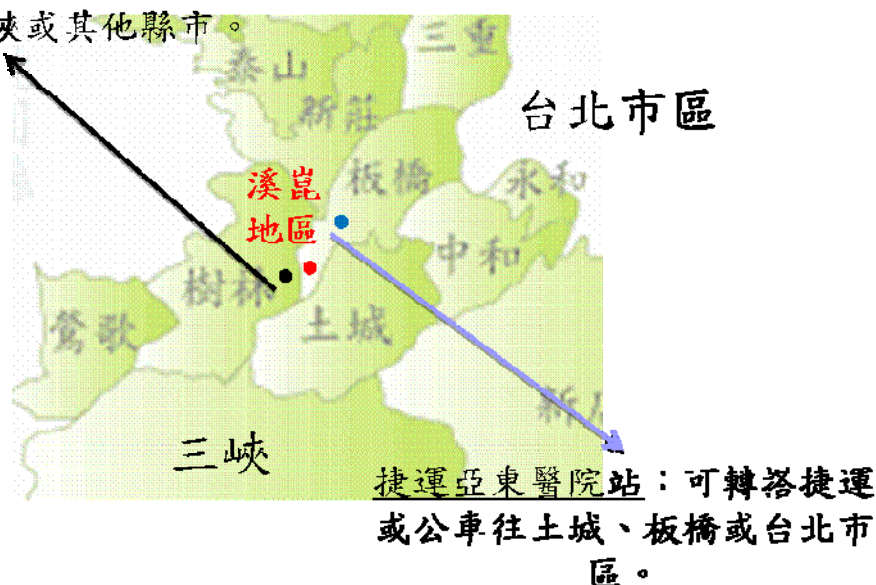 峽或其他縣市。
三重
泰山
新莊
台北市區
板橋
永和
溪崑
地區
中和
樹林
鶯歌
土城
三峽
捷運亞東醫院站：可轉搭捷運
或公車往土城、板橋或台北市
區。